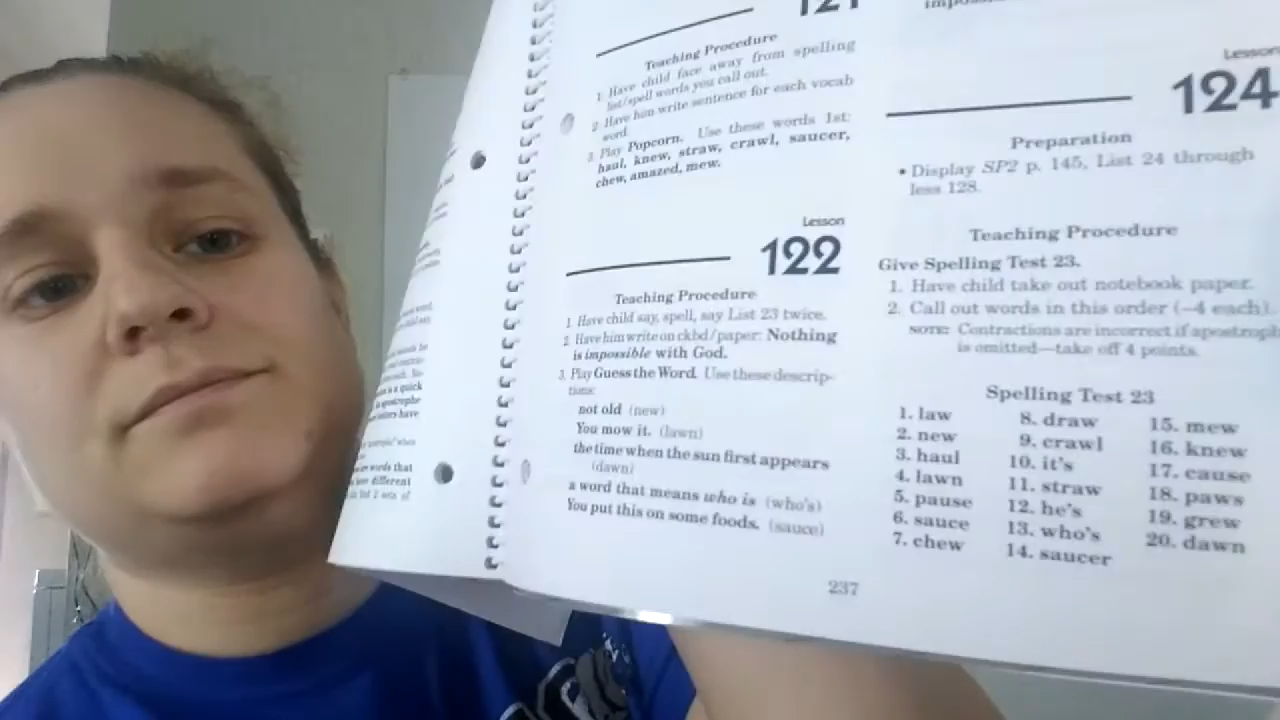 121
Teaching Procedure
1. Have child face away from spelling
list/spell words you call out.
2. Have him write sentence for each vocab
word.
3. Play Popcorn. Use these words 1st:
haul, knew, straw, crawl, saucer,
chew, amazed, mew.
Lesson
122
Teaching Procedure
1. Have child say, spell, say List 23 twice.
2. Have him write on ckbd/paper: Nothing
is impossible with God.
3. Play Guess the Word. Use these descrip-
tions:
not old (new)
You mow it. (lawn)
the time when the sun first appears
(dawn)
a word that means who is (who's)
You put this on some foods. (sauce)
Lesson
124
Preparation
• Display SP2 p. 145, List 24 through
less 128.
Teaching Procedure
Give Spelling Test 23.
1. Have child take out notebook paper.
2. Call out words in this order (–4 each).
NOTE: Contractions are incorrect if apostroph
is omitted—take off 4 points.
Spelling Test 23
1. law
2. new
3. haul
4. lawn
5. pause
6. sauce
7. chew
8. draw
9. crawl
10. it's
11. straw
12. he's
13. who's
14. saucer
15. mew
16. knew
17. cause
18. paws
19. grew
20. dawn
237